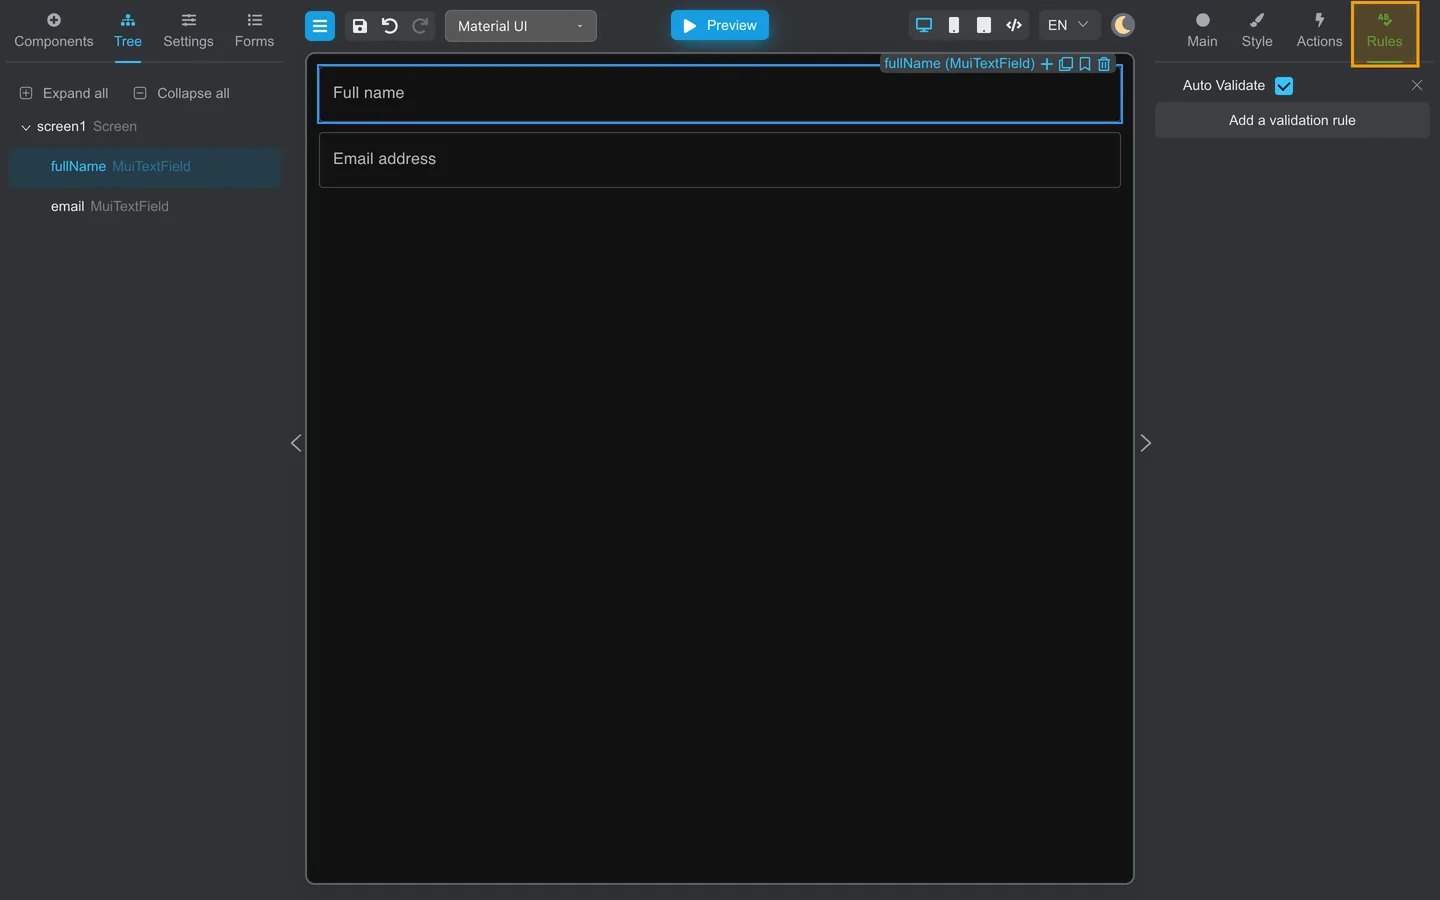 Components Tree Settings Forms
Material UI
Preview
EN
Main Style Actions
AB
Rules
fullName (MuiTextField)
Expand all Collapse all
screen1 Screen
fullName MuiTextField
email MuiTextField
Full name
Email address
Auto Validate
Add a validation rule